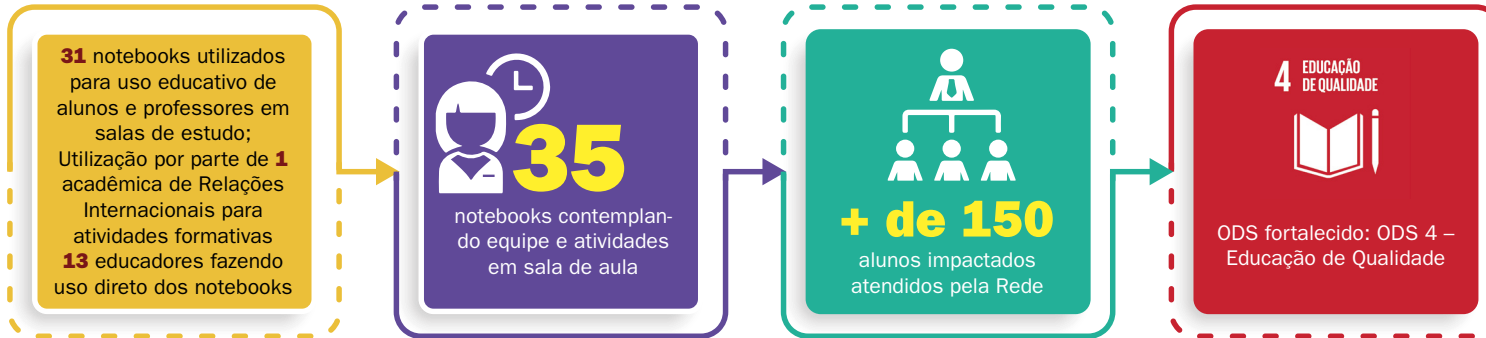 31 notebooks utilizados
para uso educativo de
alunos e professores em
salas de estudo;
Utilização por parte de 1
acadêmica de Relações
Internacionais para
atividades formativas
13 educadores fazendo
uso direto dos notebooks
35
notebooks contemplan-
do equipe e atividades
em sala de aula
+ de 150
alunos impactados
atendidos pela Rede
4 EDUCAÇÃO
DE QUALIDADE
ODS fortalecido: ODS 4 –
Educação de Qualidade